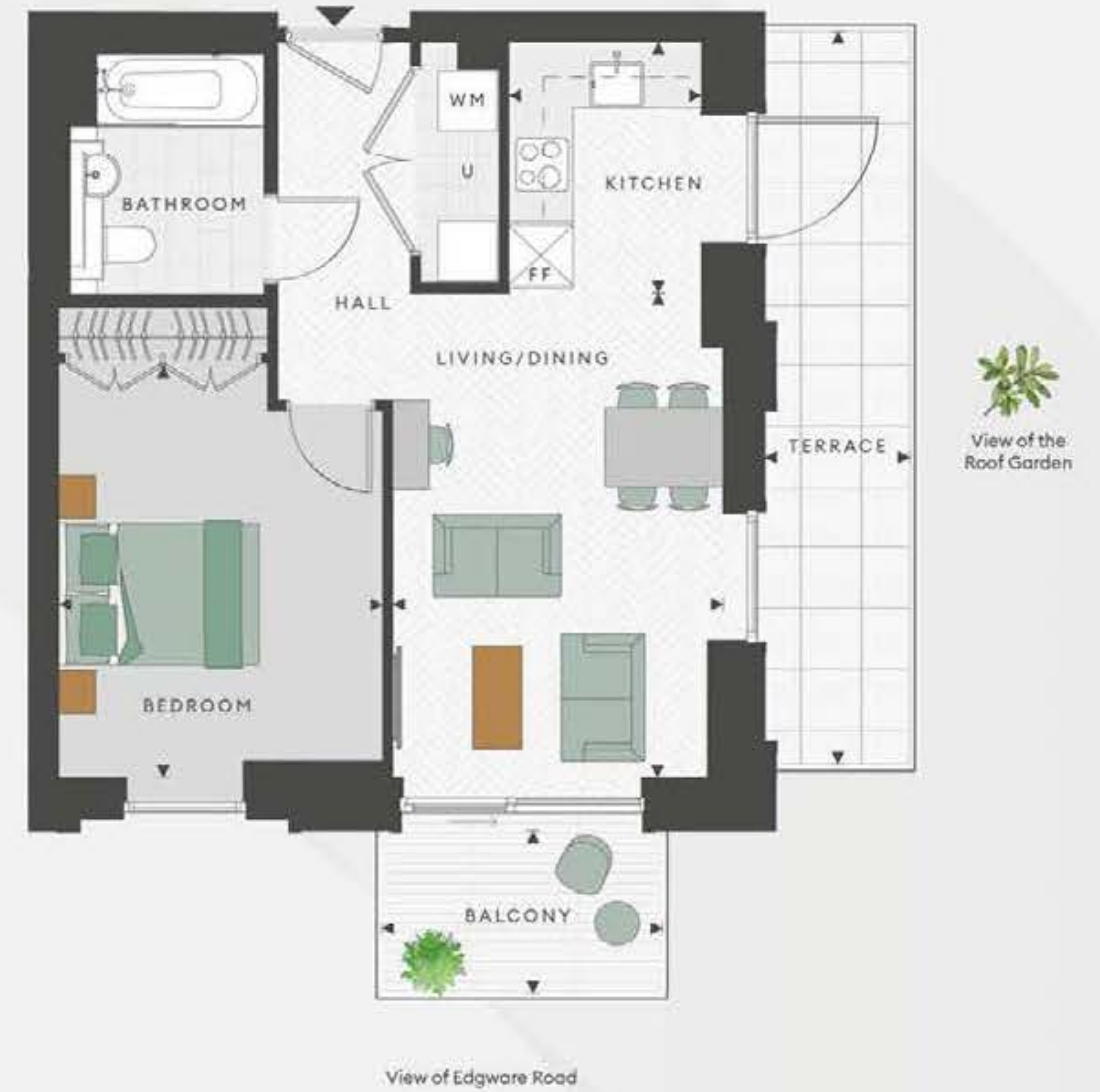 WM
U
KITCHEN
BATHROOM
FF
HALL
LIVING/DINING
TERRACE
View of the
Roof Garden
BEDROOM
BALCONY
View of Edgware Road